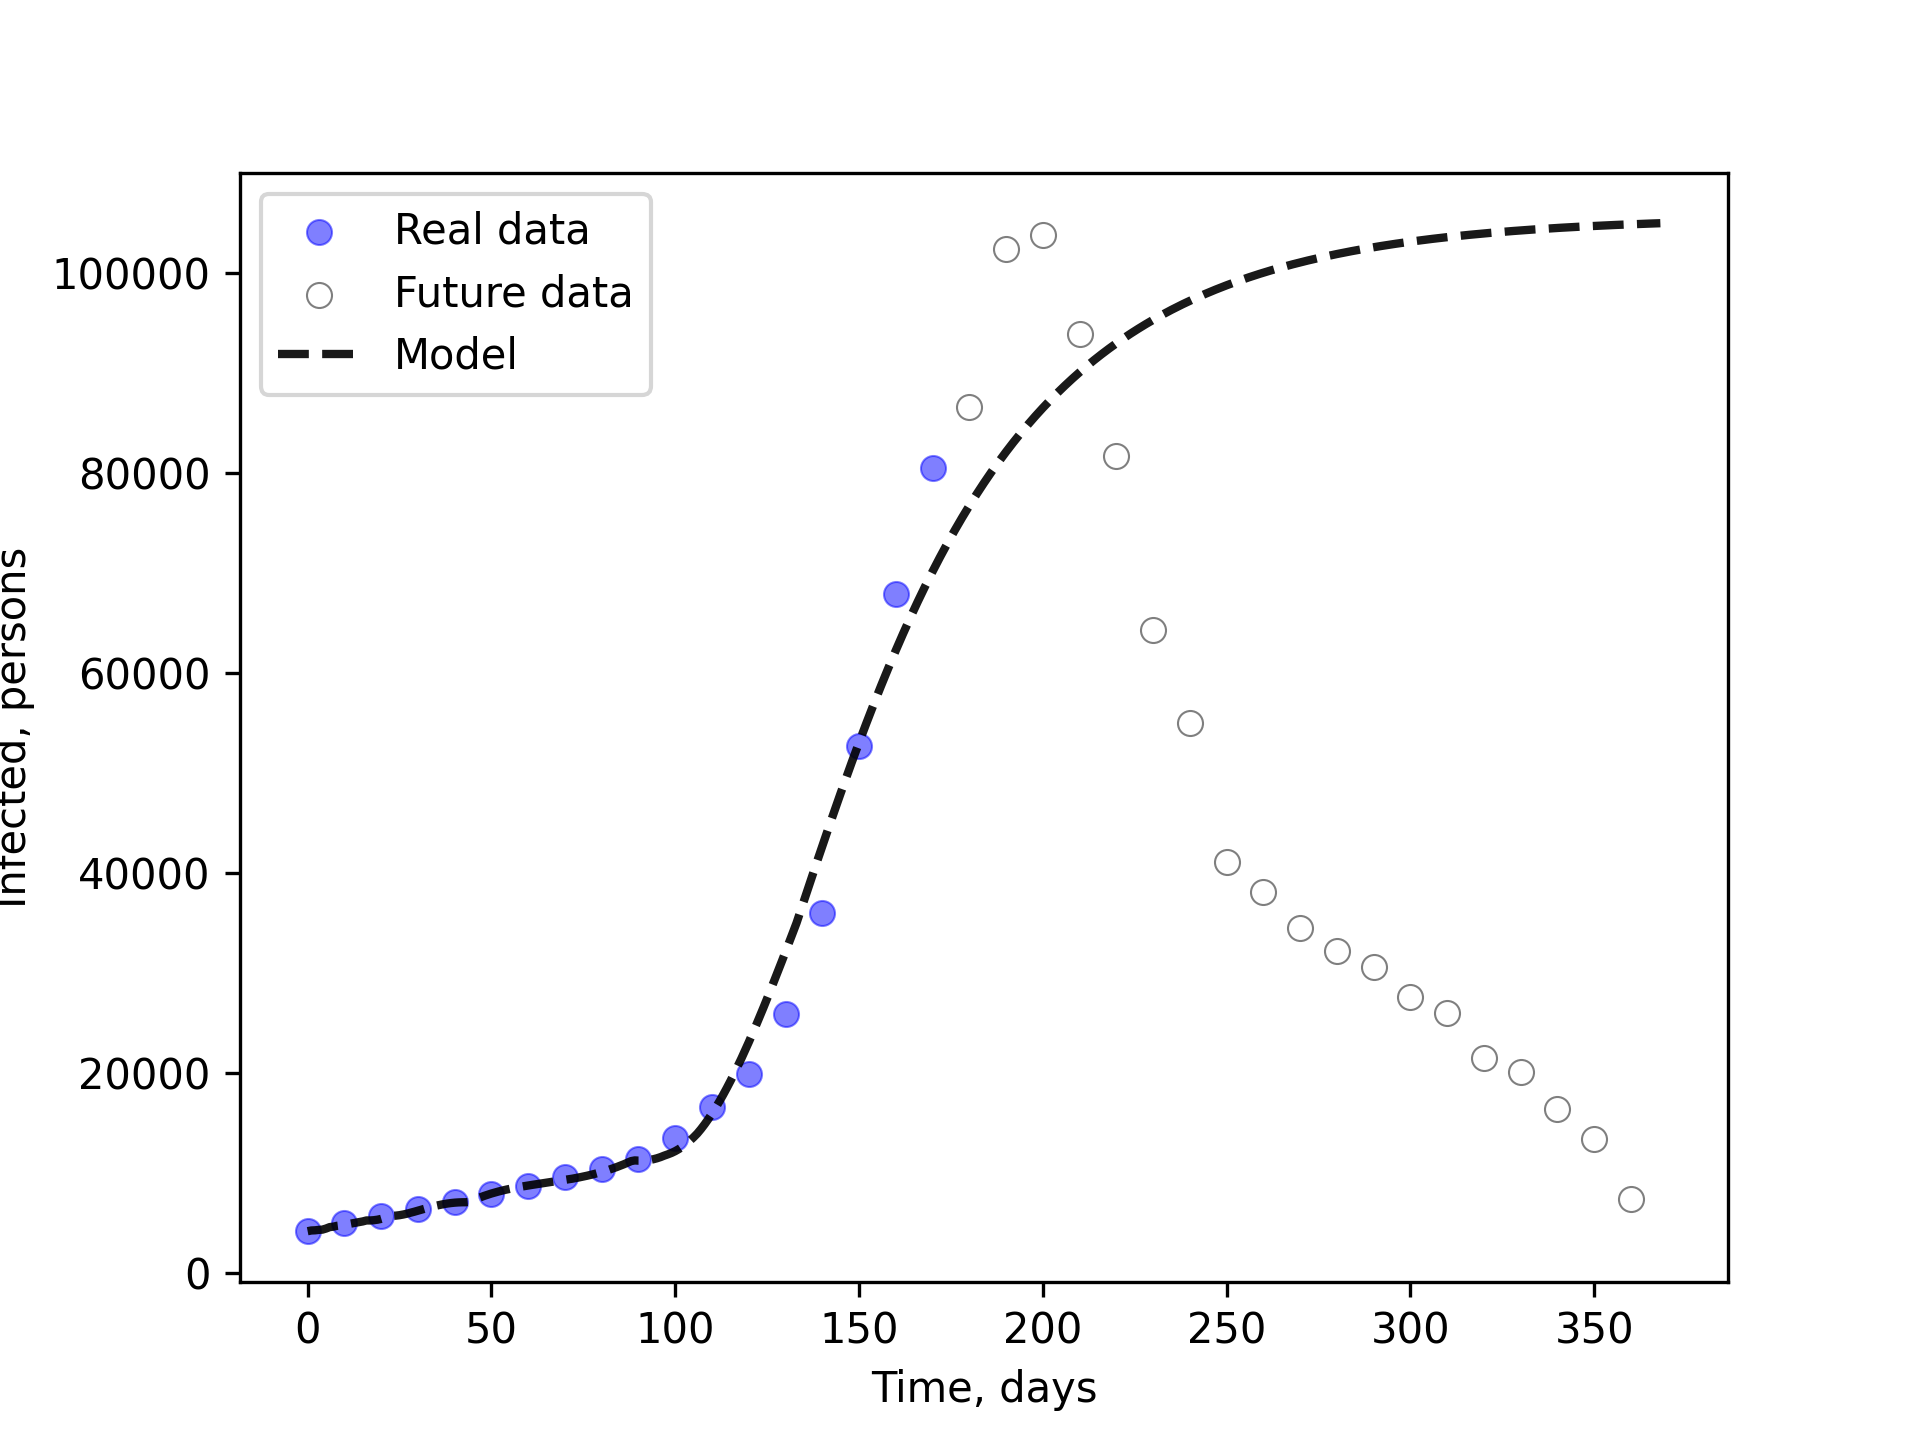 Real data
Future data
Model
100000
80000
60000
40000
20000
0
Infected, persons
0 50 100 150 200 250 300 350
Time, days